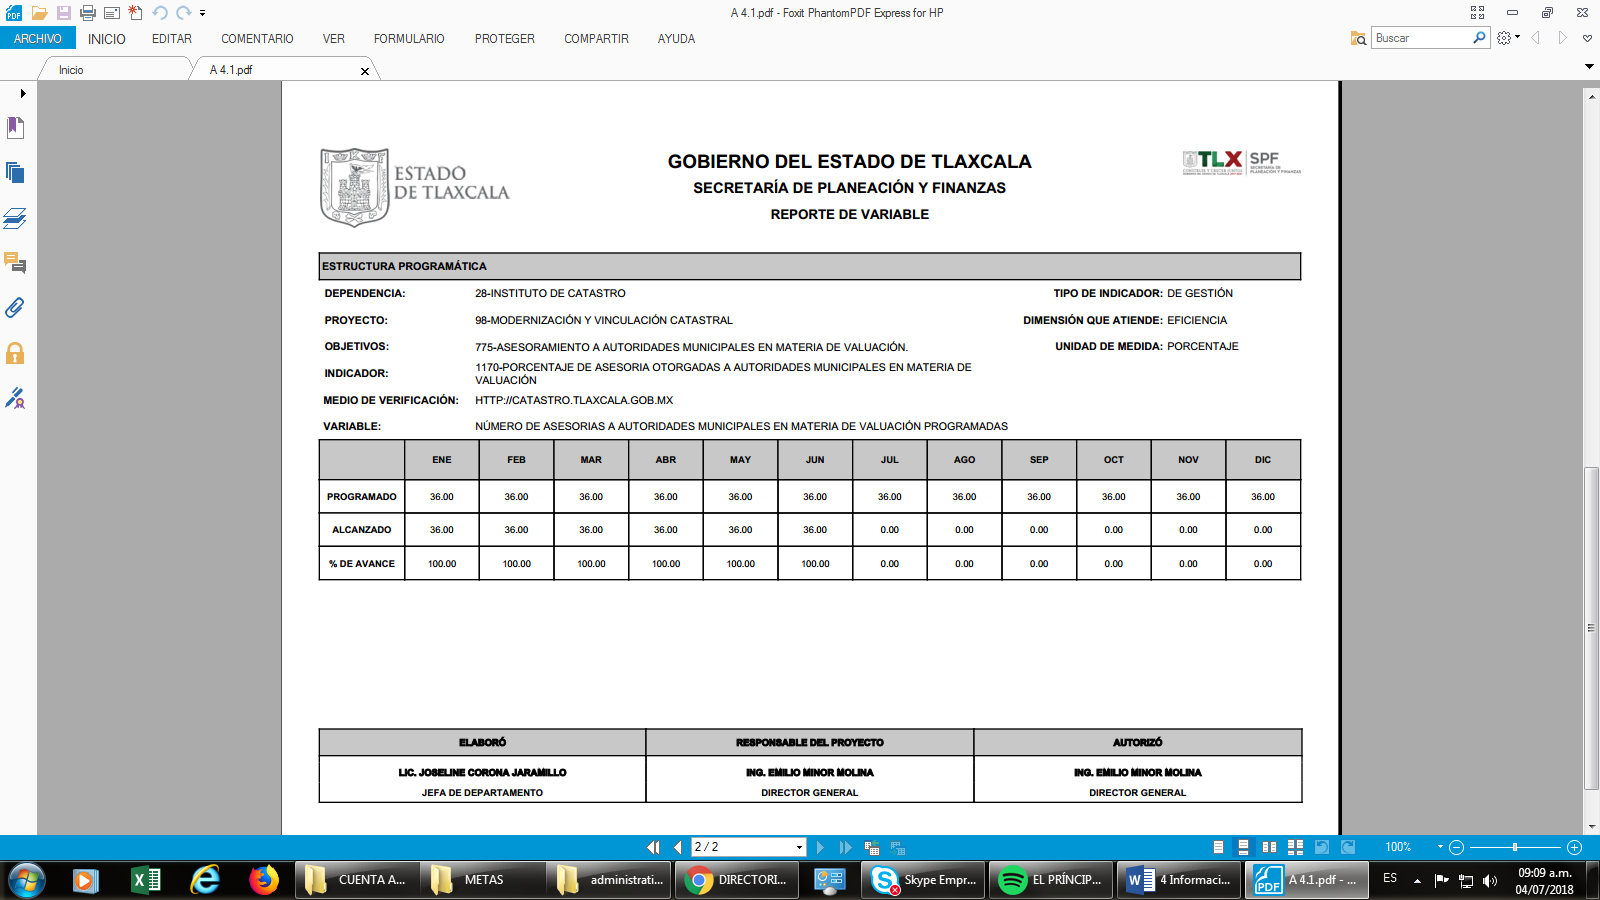 A 4.1.pdf - Foxit PhantomPDF Express for HP
ARCHIVO INICIO EDITAR COMENTARIO VER FORMULARIO PROTEGER COMPARTIR AYUDA Buscar
Inicio A 4.1.pdf
ESTADO DE TLAXCALA
GOBIERNO DEL ESTADO DE TLAXCALA
SECRETARÍA DE PLANEACIÓN Y FINANZAS
REPORTE DE VARIABLE
TLX SPF
SECRETARÍA DE PLANEACIÓN Y FINANZAS
ESTRUCTURA PROGRAMÁTICA
DEPENDENCIA: 28-INSTITUTO DE CATASTRO TIPO DE INDICADOR: DE GESTIÓN
PROYECTO: 98-MODERNIZACIÓN Y VINCULACIÓN CATASTRAL DIMENSIÓN QUE ATIENDE: EFICIENCIA
OBJETIVOS: 775-ASESORAMIENTO A AUTORIDADES MUNICIPALES EN MATERIA DE VALUACIÓN. UNIDAD DE MEDIDA: PORCENTAJE
INDICADOR: 1170-PORCENTAJE DE ASESORIA OTORGADAS A AUTORIDADES MUNICIPALES EN MATERIA DE
VALUACIÓN
MEDIO DE VERIFICACIÓN: HTTP://CATASTRO.TLAXCALA.GOB.MX
VARIABLE: NÚMERO DE ASESORIAS A AUTORIDADES MUNICIPALES EN MATERIA DE VALUACIÓN PROGRAMADAS
ENE FEB MAR ABR MAY JUN JUL AGO SEP OCT NOV DIC
PROGRAMADO 36.00 36.00 36.00 36.00 36.00 36.00 36.00 36.00 36.00 36.00 36.00 36.00
ALCANZADO 36.00 36.00 36.00 36.00 36.00 36.00 0.00 0.00 0.00 0.00 0.00 0.00
% DE AVANCE 100.00 100.00 100.00 100.00 100.00 100.00 0.00 0.00 0.00 0.00 0.00 0.00
ELABORÓ RESPONSABLE DEL PROYECTO AUTORIZÓ
LIC. JOSELINE CORONA JARAMILLO ING. EMILIO MINOR MOLINA ING. EMILIO MINOR MOLINA
JEFA DE DEPARTAMENTO DIRECTOR GENERAL DIRECTOR GENERAL
2 / 2 100%
CUENTA A... METAS administrati... DIRECTORI... Skype Empr... EL PRÍNCIP... 4 Informaci... A 4.1.pdf - ... ES 09:09 a.m.
04/07/2018